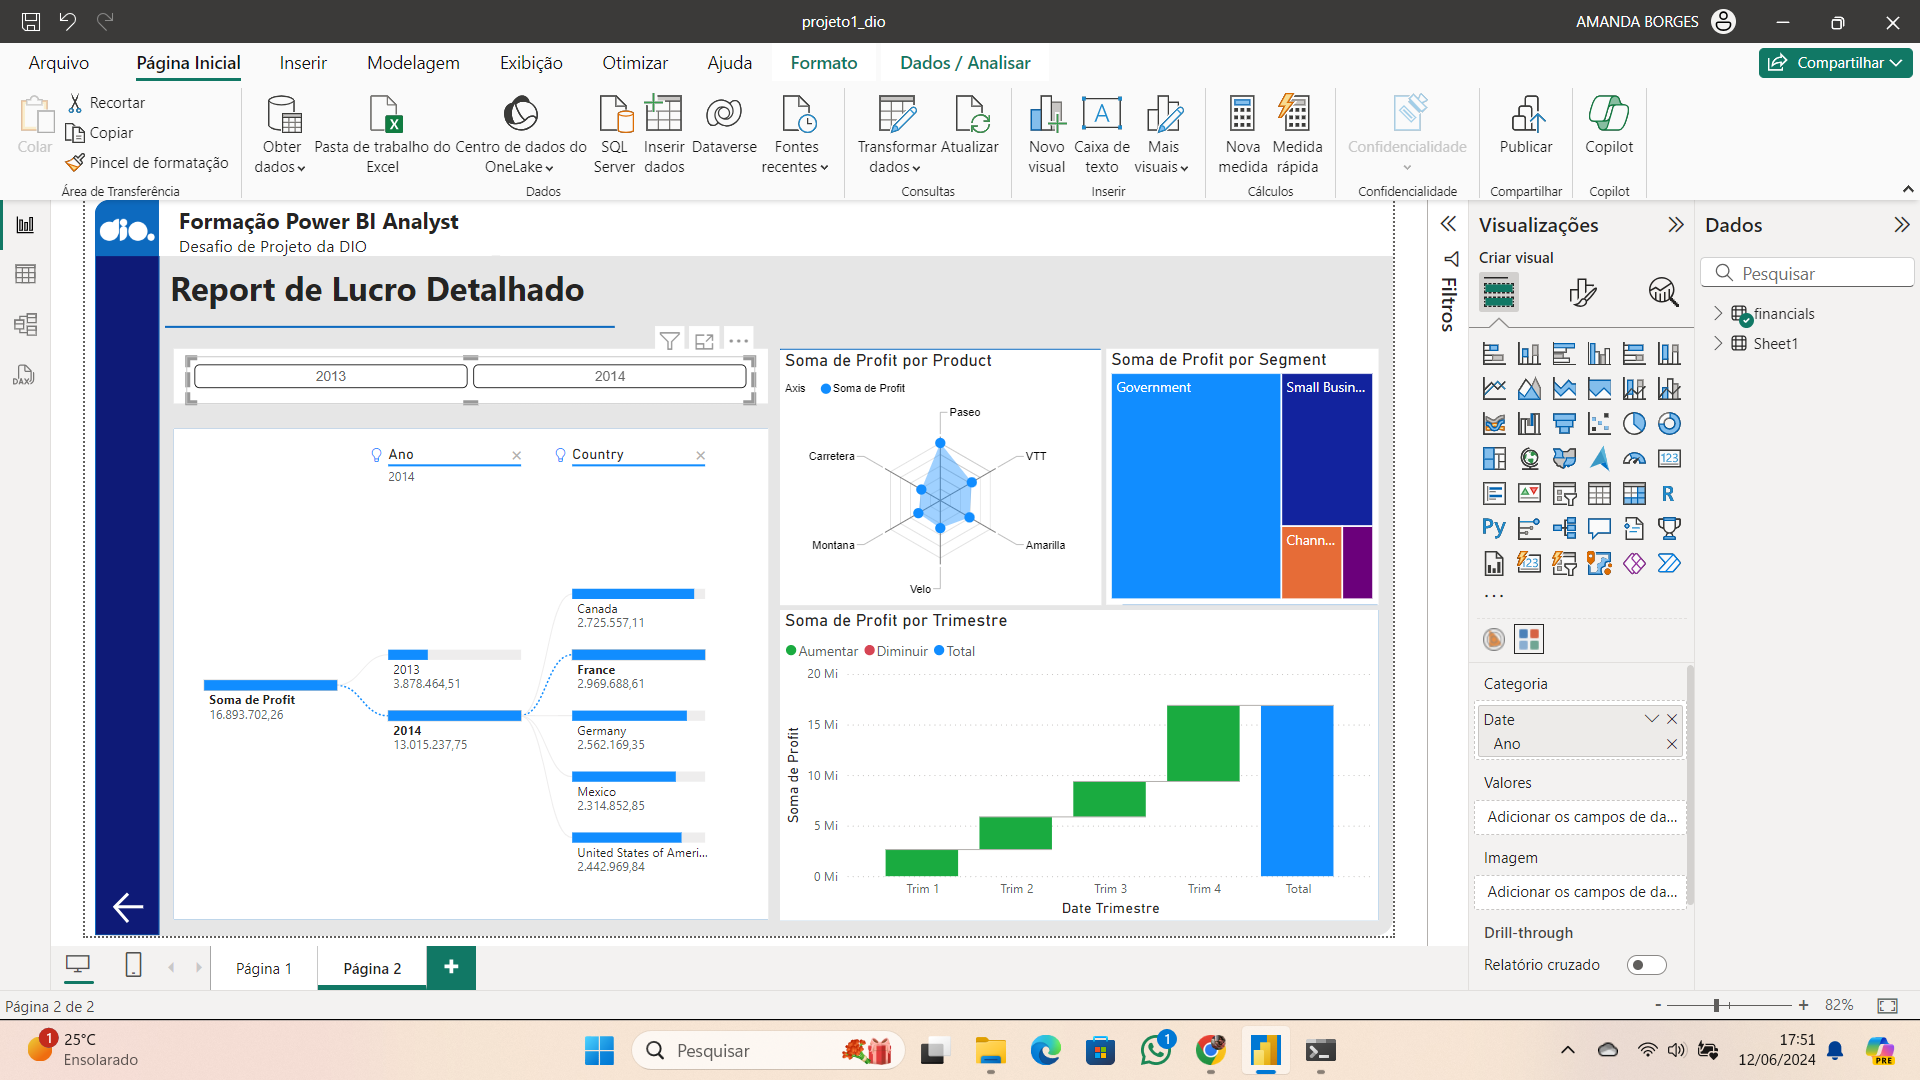 projeto1_dio
AMANDA BORGES
Arquivo
Página Inicial
Inserir
Modelagem
Exibição
Otimizar
Ajuda
Formato
Dados / Analisar
Compartilhar
Colar
Recortar
Copiar
Pincel de formatação
Área de Transferência
Obter dados
Pasta de trabalho do Excel
Centro de dados do OneLake
SQL Server
Inserir dados
Dataverse
Fontes recentes
Dados
Transformar dados
Atualizar
Consultas
Novo visual
Caixa de texto
Mais visuais
Inserir
Nova medida
Medida rápida
Cálculos
Confidencialidade
Confidencialidade
Publicar
Compartilhar
Copilot
Copilot
DAX
dio.
Formação Power BI Analyst
Desafio de Projeto da DIO
Report de Lucro Detalhado
2013
2014
Ano
2014
Country
Soma de Profit
16.893.702,26
2013
3.878.464,51
2014
13.015.237,75
Canada
2.725.557,11
France
2.969.688,61
Germany
2.562.169,35
Mexico
2.314.852,85
United States of Ameri...
2.442.969,84
Soma de Profit por Product
Axis
Soma de Profit
Paseo
VTT
Amarilla
Velo
Montana
Carretera
Soma de Profit por Segment
Government
Small Busin...
Chann...
Soma de Profit por Trimestre
Aumentar
Diminuir
Total
Soma de Profit
20 Mi
15 Mi
10 Mi
5 Mi
0 Mi
Trim 1
Trim 2
Trim 3
Trim 4
Total
Date Trimestre
Filtros
Visualizações
Criar visual
123
R
Py
123
...
Categoria
Date
Ano
Valores
Adicionar os campos de da...
Imagem
Adicionar os campos de da...
Drill-through
Relatório cruzado
Dados
Pesquisar
financials
Sheet1
Página 1
Página 2
Página 2 de 2
82%
1
25°C
Ensolarado
Pesquisar
1
17:51
12/06/2024
PRE